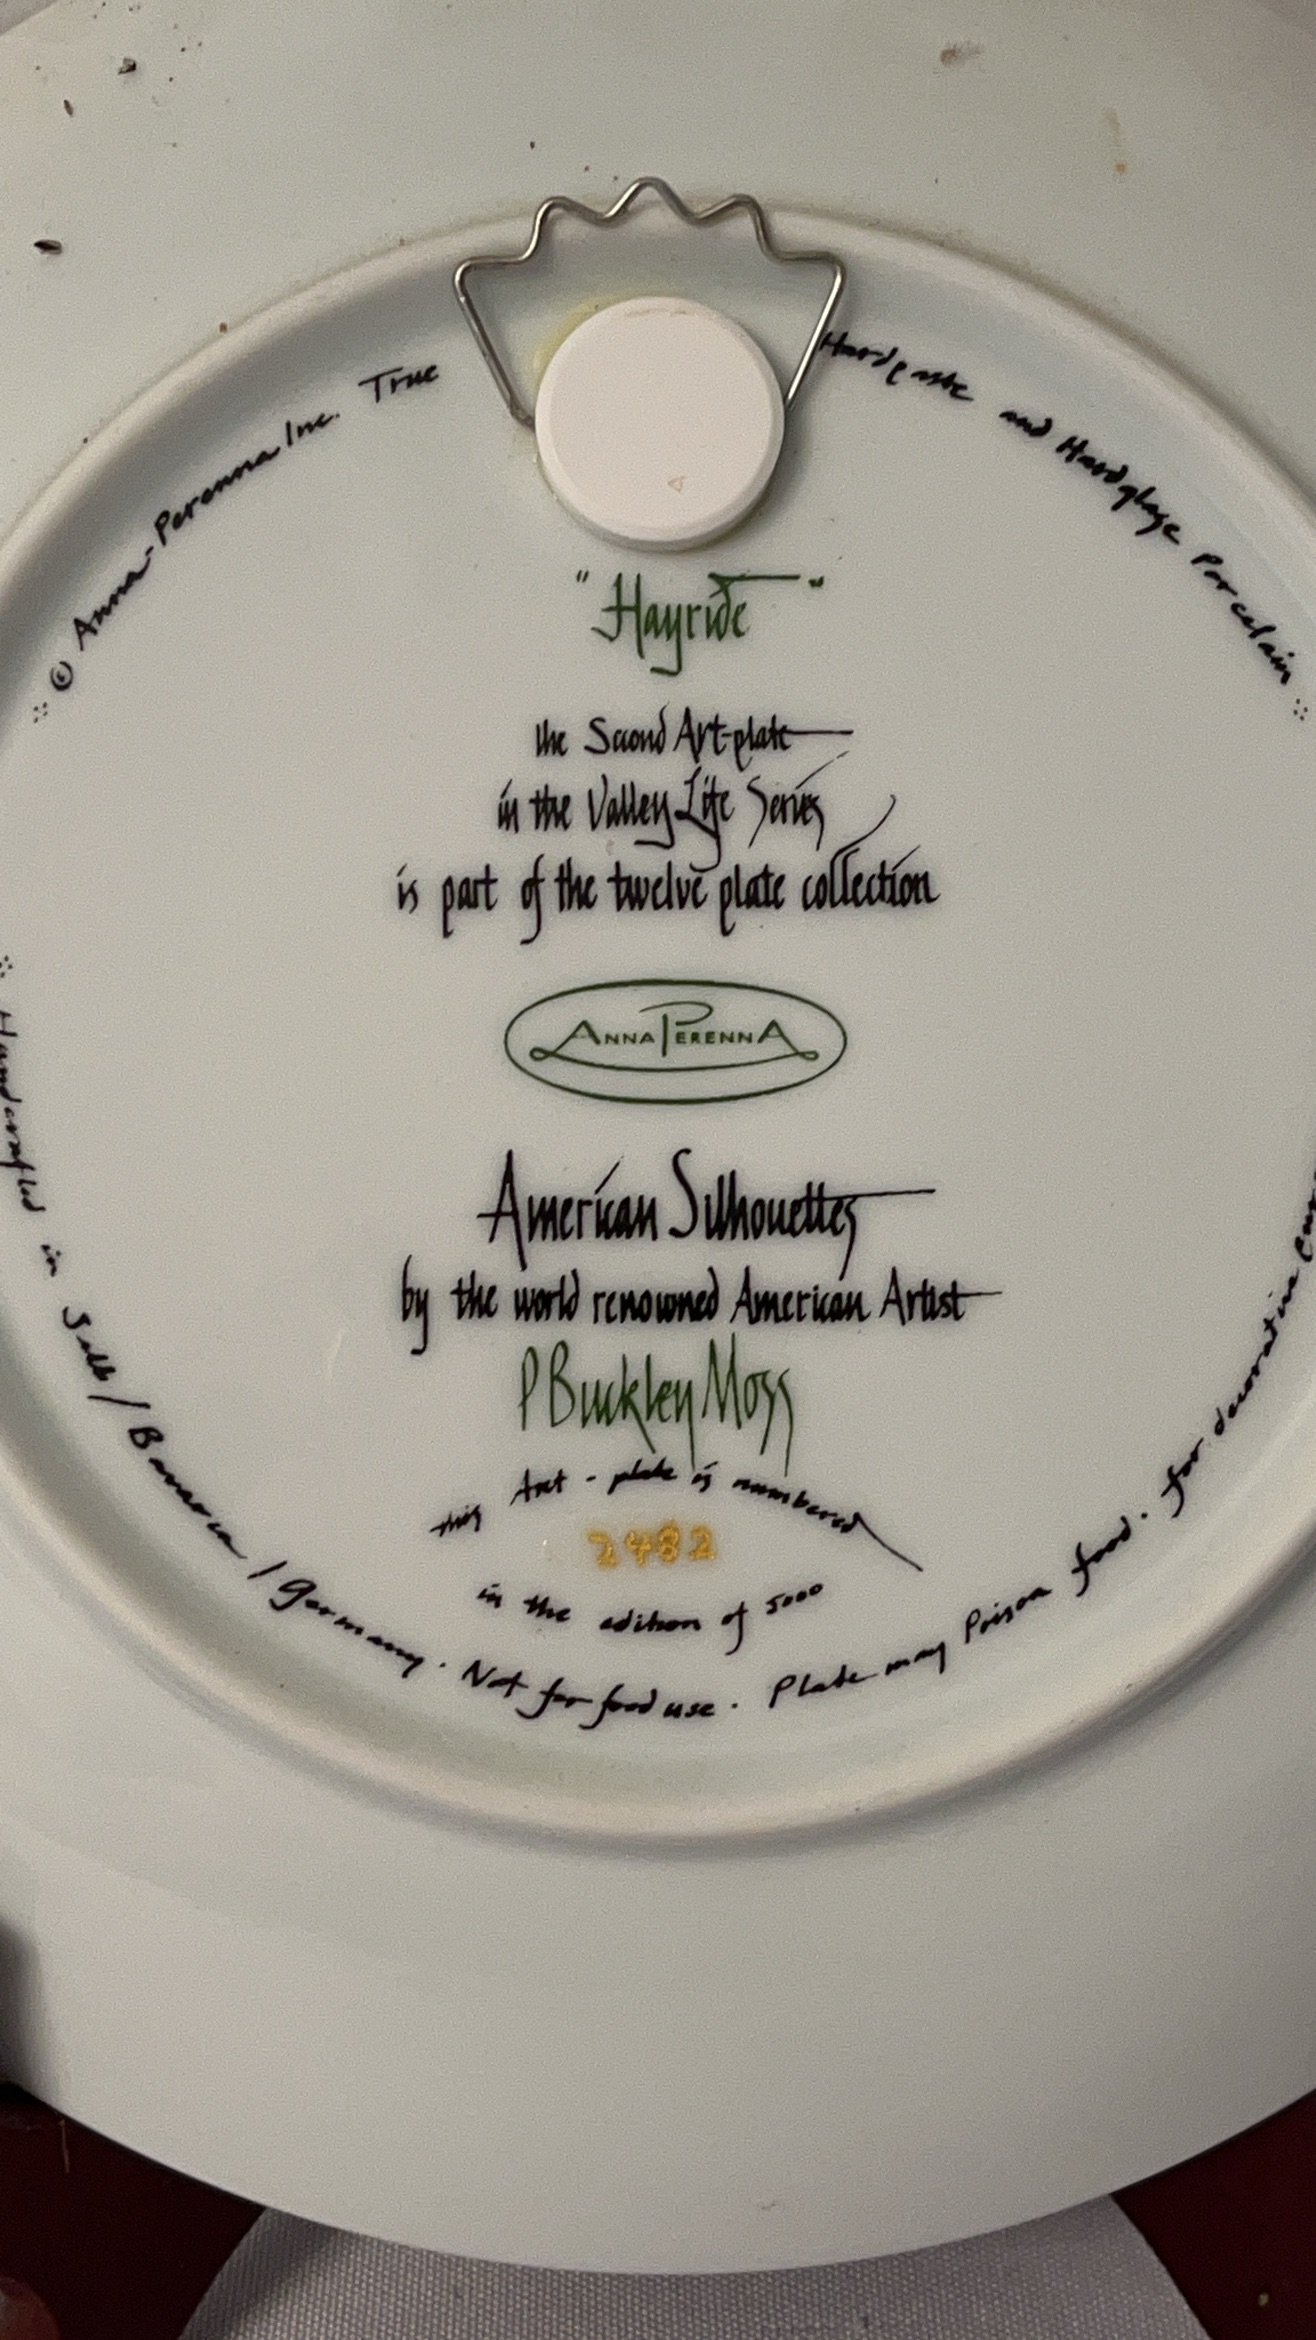 © Anna-Perenna Inc. True Hardpaste and Hardglaze Porcelain
"Hayride"
the Second Art-plate
in the Valley Life Series
is part of the twelve plate collection
ANNA PERENNA
American Silhouettes
by the world renowned American Artist
P Buckley Moss
this Art-plate is numbered
2482
in the edition of 5000
Handcrafted in Selb/Bavaria/Germany. Not for food use. Plate may Poison food. for decorative